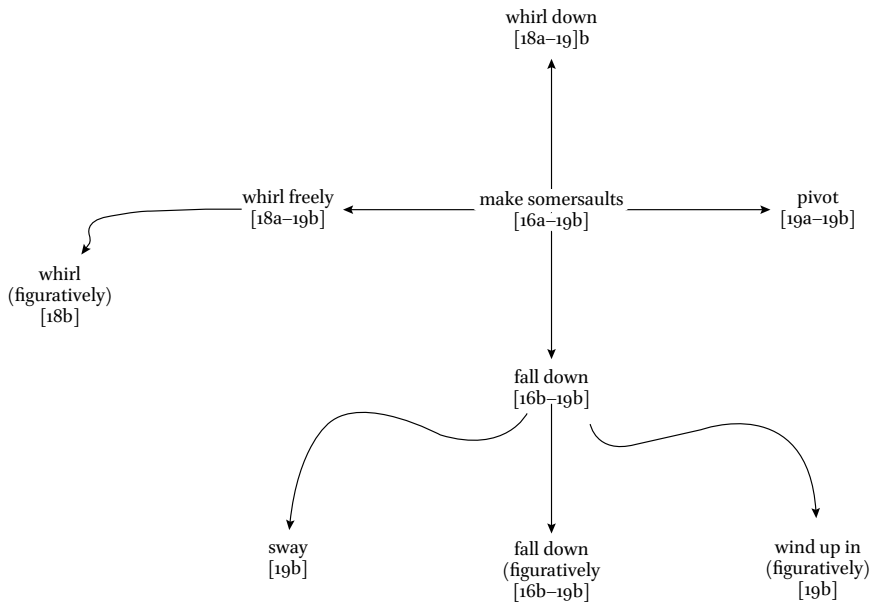 whirl down
[18a–19]b
whirl freely
[18a–19b]
make somersaults
[16a–19b]
pivot
[19a–19b]
whirl
(figuratively)
[18b]
fall down
[16b–19b]
sway
[19b]
fall down
(figuratively
[16b–19b]
wind up in
(figuratively)
[19b]